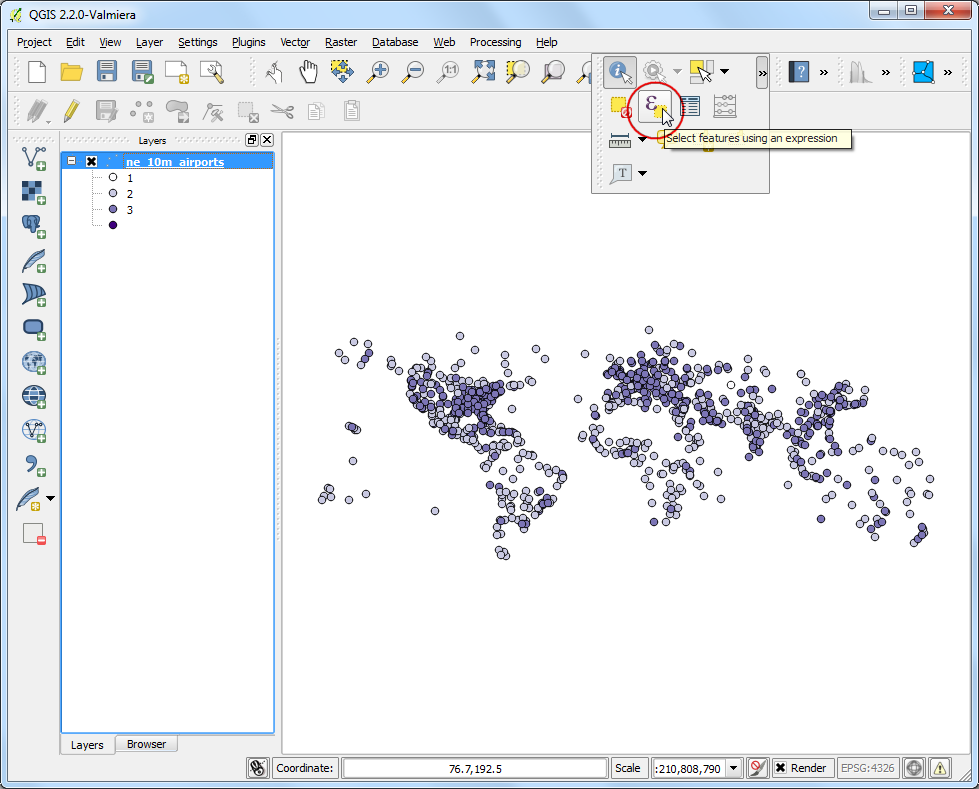 QGIS 2.2.0-Valmiera
Project Edit View Layer Settings Plugins Vector Raster Database Web Processing Help
1:1
»
» » »
ε
Select features using an expression
T
Layers
ne_10m_airports
1
2
3
Layers Browser
Coordinate: 76.7,192.5 Scale :210,808,790 Render EPSG:4326